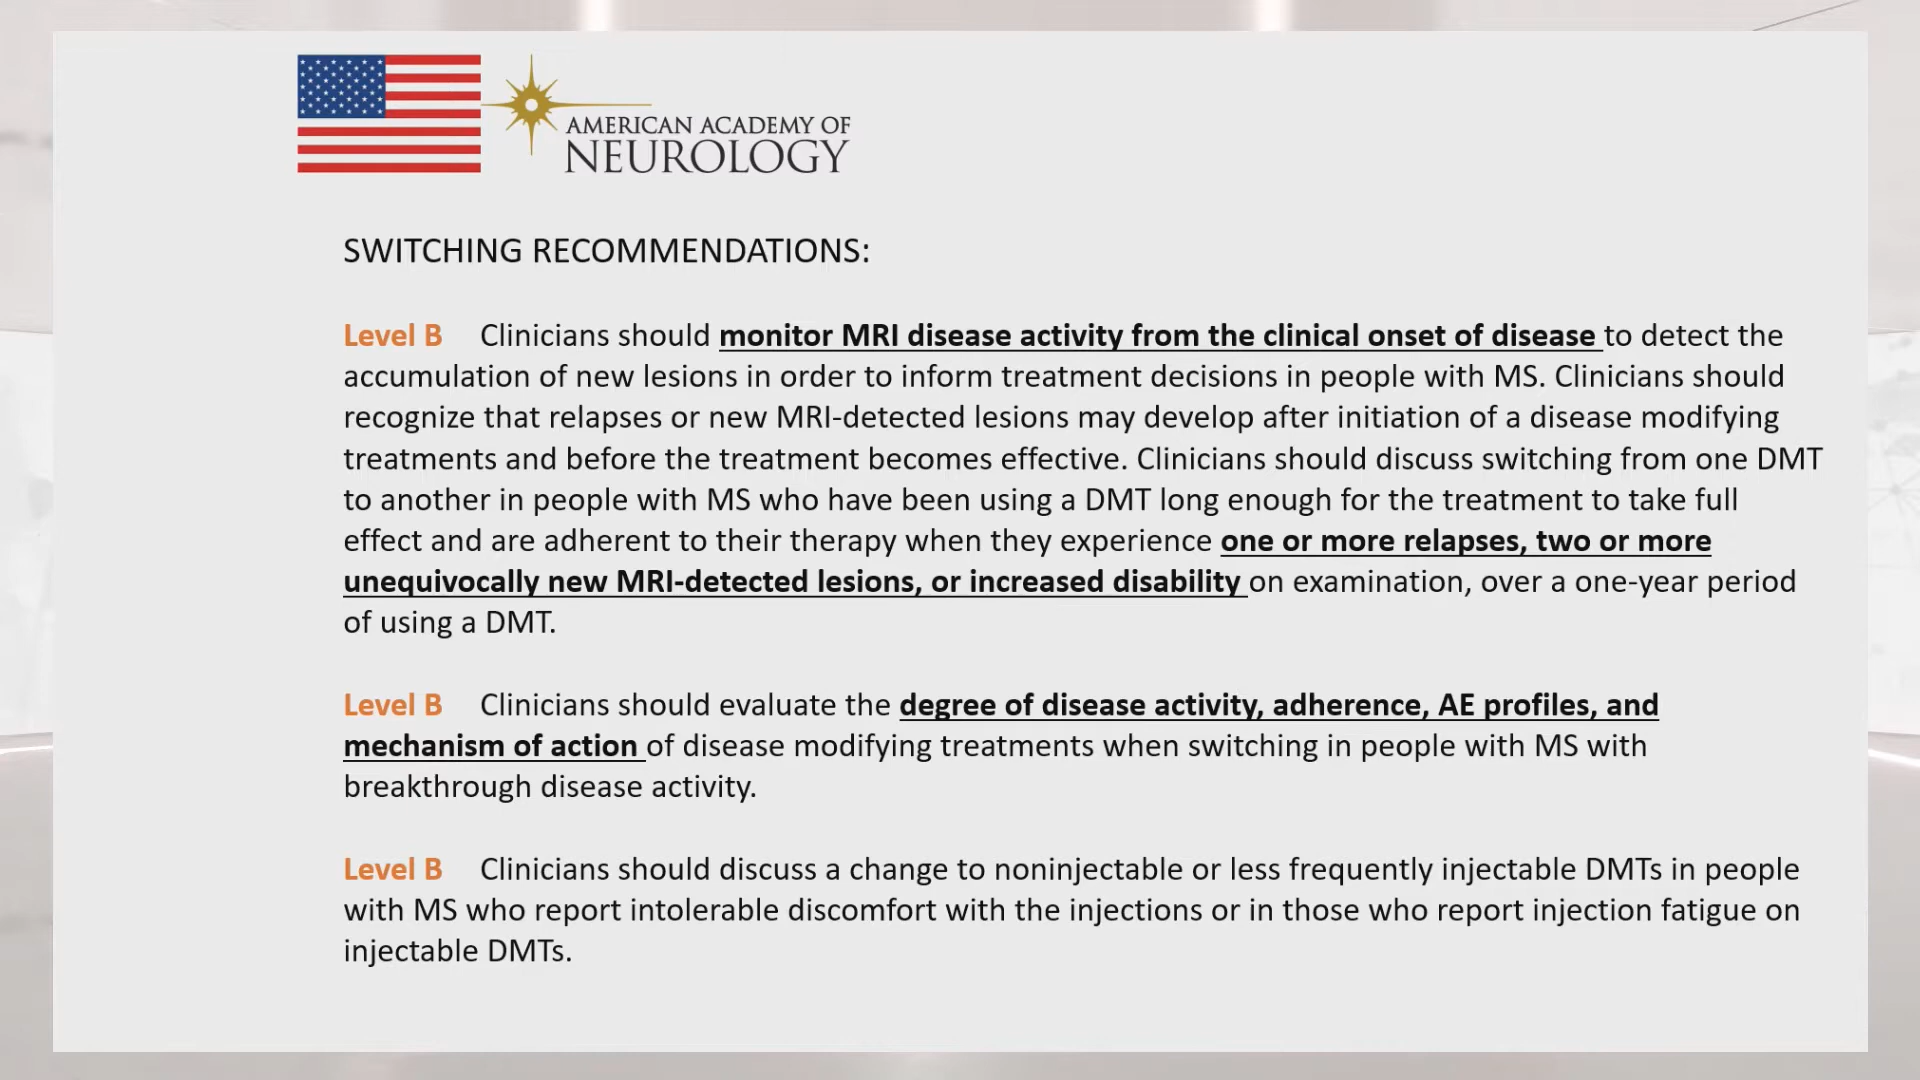 AMERICAN ACADEMY OF
NEUROLOGY
SWITCHING RECOMMENDATIONS:
Level B Clinicians should monitor MRI disease activity from the clinical onset of disease to detect the
accumulation of new lesions in order to inform treatment decisions in people with MS. Clinicians should
recognize that relapses or new MRI-detected lesions may develop after initiation of a disease modifying
treatments and before the treatment becomes effective. Clinicians should discuss switching from one DMT
to another in people with MS who have been using a DMT long enough for the treatment to take full
effect and are adherent to their therapy when they experience one or more relapses, two or more
unequivocally new MRI-detected lesions, or increased disability on examination, over a one-year period
of using a DMT.
Level B Clinicians should evaluate the degree of disease activity, adherence, AE profiles, and
mechanism of action of disease modifying treatments when switching in people with MS with
breakthrough disease activity.
Level B Clinicians should discuss a change to noninjectable or less frequently injectable DMTs in people
with MS who report intolerable discomfort with the injections or in those who report injection fatigue on
injectable DMTs.